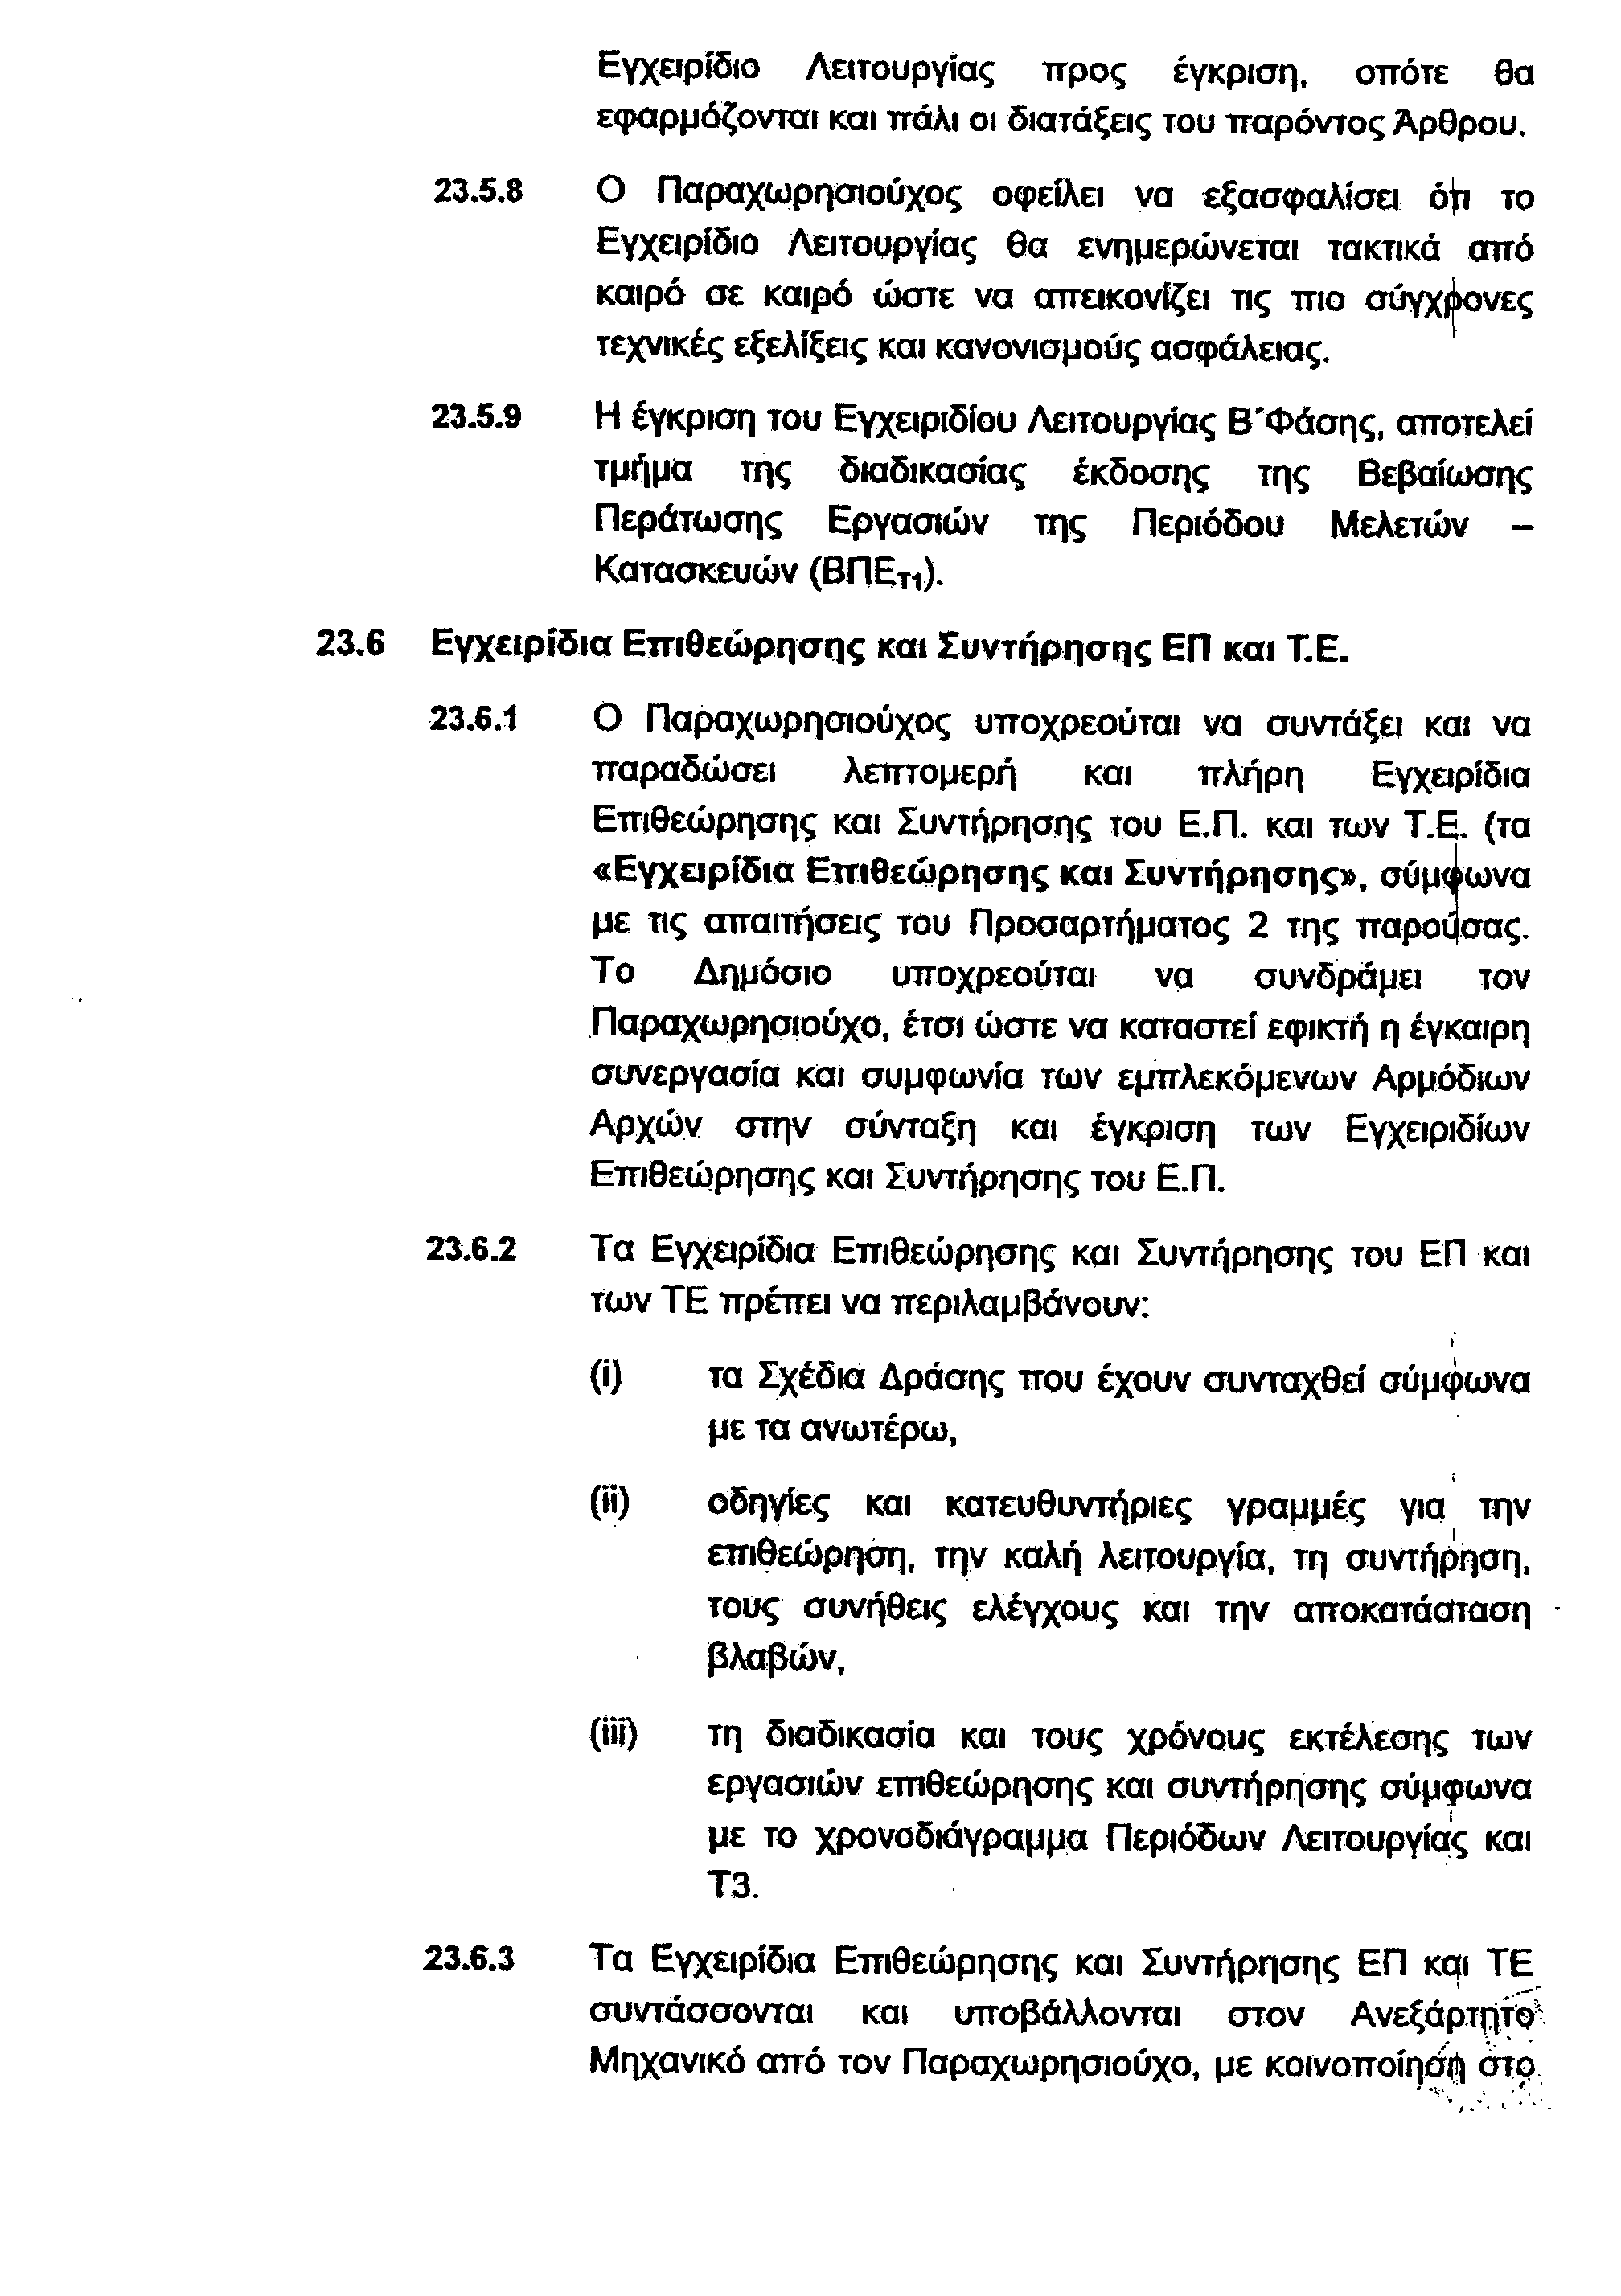 Εγχειρίδιο Λειτουργίας προς έγκριση, οπότε θα
εφαρμόζονται και πάλι οι διατάξεις του παρόντος Άρθρου.
23.5.8 Ο Παραχωρησιούχος οφείλει να εξασφαλίσει ότι το
Εγχειρίδιο Λειτουργίας θα ενημερώνεται τακτικά από
καιρό σε καιρό ώστε να απεικονίζει τις πιο σύγχρονες
τεχνικές εξελίξεις και κανονισμούς ασφάλειας.
23.5.9 Η έγκριση του Εγχειριδίου Λειτουργίας Β΄Φάσης, αποτελεί
τμήμα της διαδικασίας έκδοσης της Βεβαίωσης
Περάτωσης Εργασιών της Περιόδου Μελετών –
Κατασκευών (ΒΠΕΤ1).
23.6 Εγχειρίδια Επιθεώρησης και Συντήρησης ΕΠ και Τ.Ε.
23.6.1 Ο Παραχωρησιούχος υποχρεούται να συντάξει και να
παραδώσει λεπτομερή και πλήρη Εγχειρίδια
Επιθεώρησης και Συντήρησης του Ε.Π. και των Τ.Ε. (τα
«Εγχειρίδια Επιθεώρησης και Συντήρησης», σύμφωνα
με τις απαιτήσεις του Προσαρτήματος 2 της παρούσας.
Το Δημόσιο υποχρεούται να συνδράμει τον
Παραχωρησιούχο, έτσι ώστε να καταστεί εφικτή η έγκαιρη
συνεργασία και συμφωνία των εμπλεκόμενων Αρμόδιων
Αρχών στην σύνταξη και έγκριση των Εγχειριδίων
Επιθεώρησης και Συντήρησης του Ε.Π.
23.6.2 Τα Εγχειρίδια Επιθεώρησης και Συντήρησης του ΕΠ και
των ΤΕ πρέπει να περιλαμβάνουν:
(i) τα Σχέδια Δράσης που έχουν συνταχθεί σύμφωνα
με τα ανωτέρω,
(ii) οδηγίες και κατευθυντήριες γραμμές για την
επιθεώρηση, την καλή λειτουργία, τη συντήρηση,
τους συνήθεις ελέγχους και την αποκατάσταση
βλαβών,
(iii) τη διαδικασία και τους χρόνους εκτέλεσης των
εργασιών επιθεώρησης και συντήρησης σύμφωνα
με το χρονοδιάγραμμα Περιόδων Λειτουργίας και
Τ3.
23.6.3 Τα Εγχειρίδια Επιθεώρησης και Συντήρησης ΕΠ και ΤΕ
συντάσσονται και υποβάλλονται στον Ανεξάρτητο
Μηχανικό από τον Παραχωρησιούχο, με κοινοποίηση στο